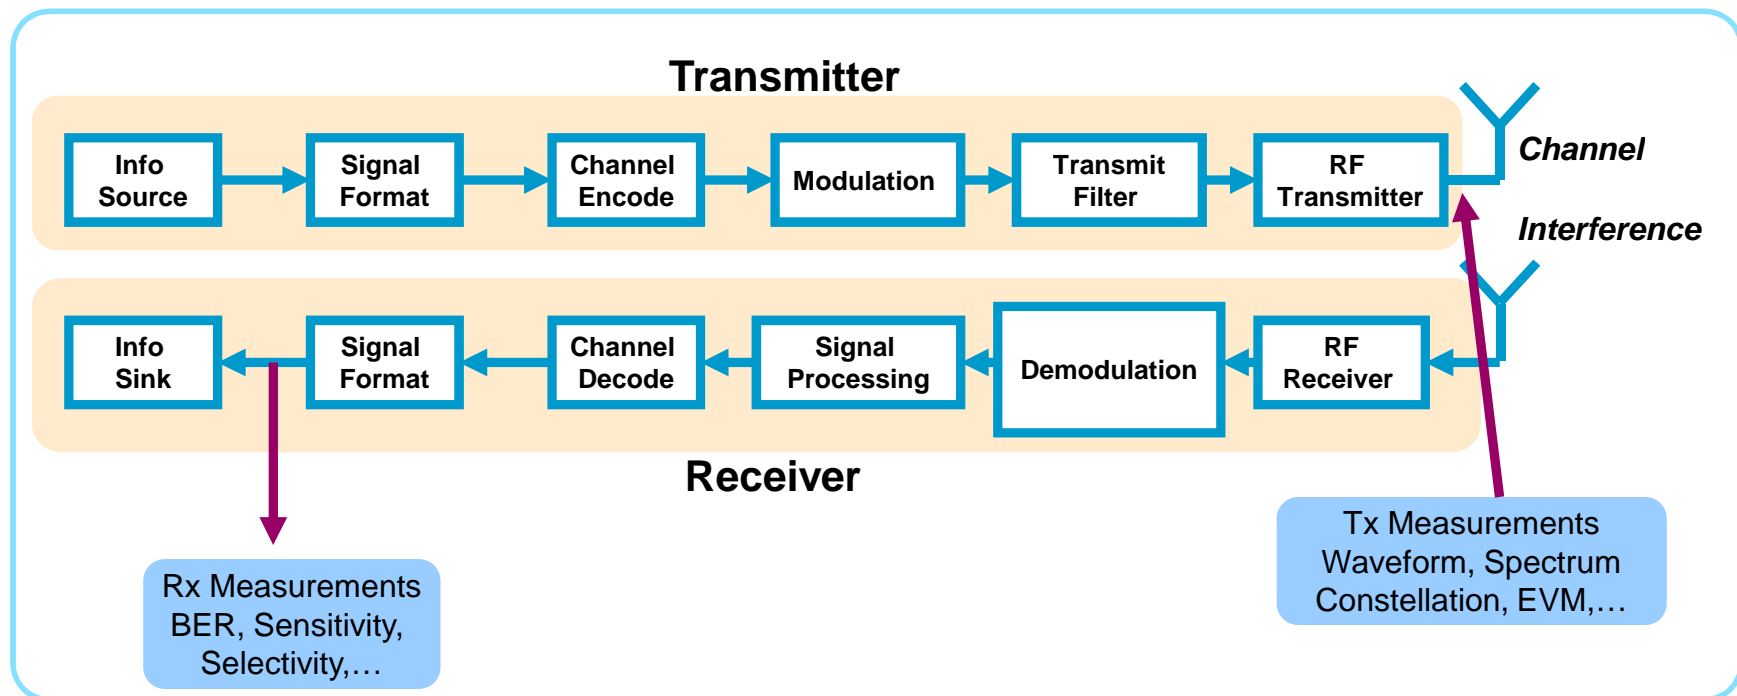 Transmitter
Info
Source
Signal
Format
Channel
Encode
Modulation
Transmit
Filter
RF
Transmitter
Channel
Interference
Info
Sink
Signal
Format
Channel
Decode
Signal
Processing
Demodulation
RF
Receiver
Receiver
Rx Measurements
BER, Sensitivity,
Selectivity,…
Tx Measurements
Waveform, Spectrum
Constellation, EVM,…